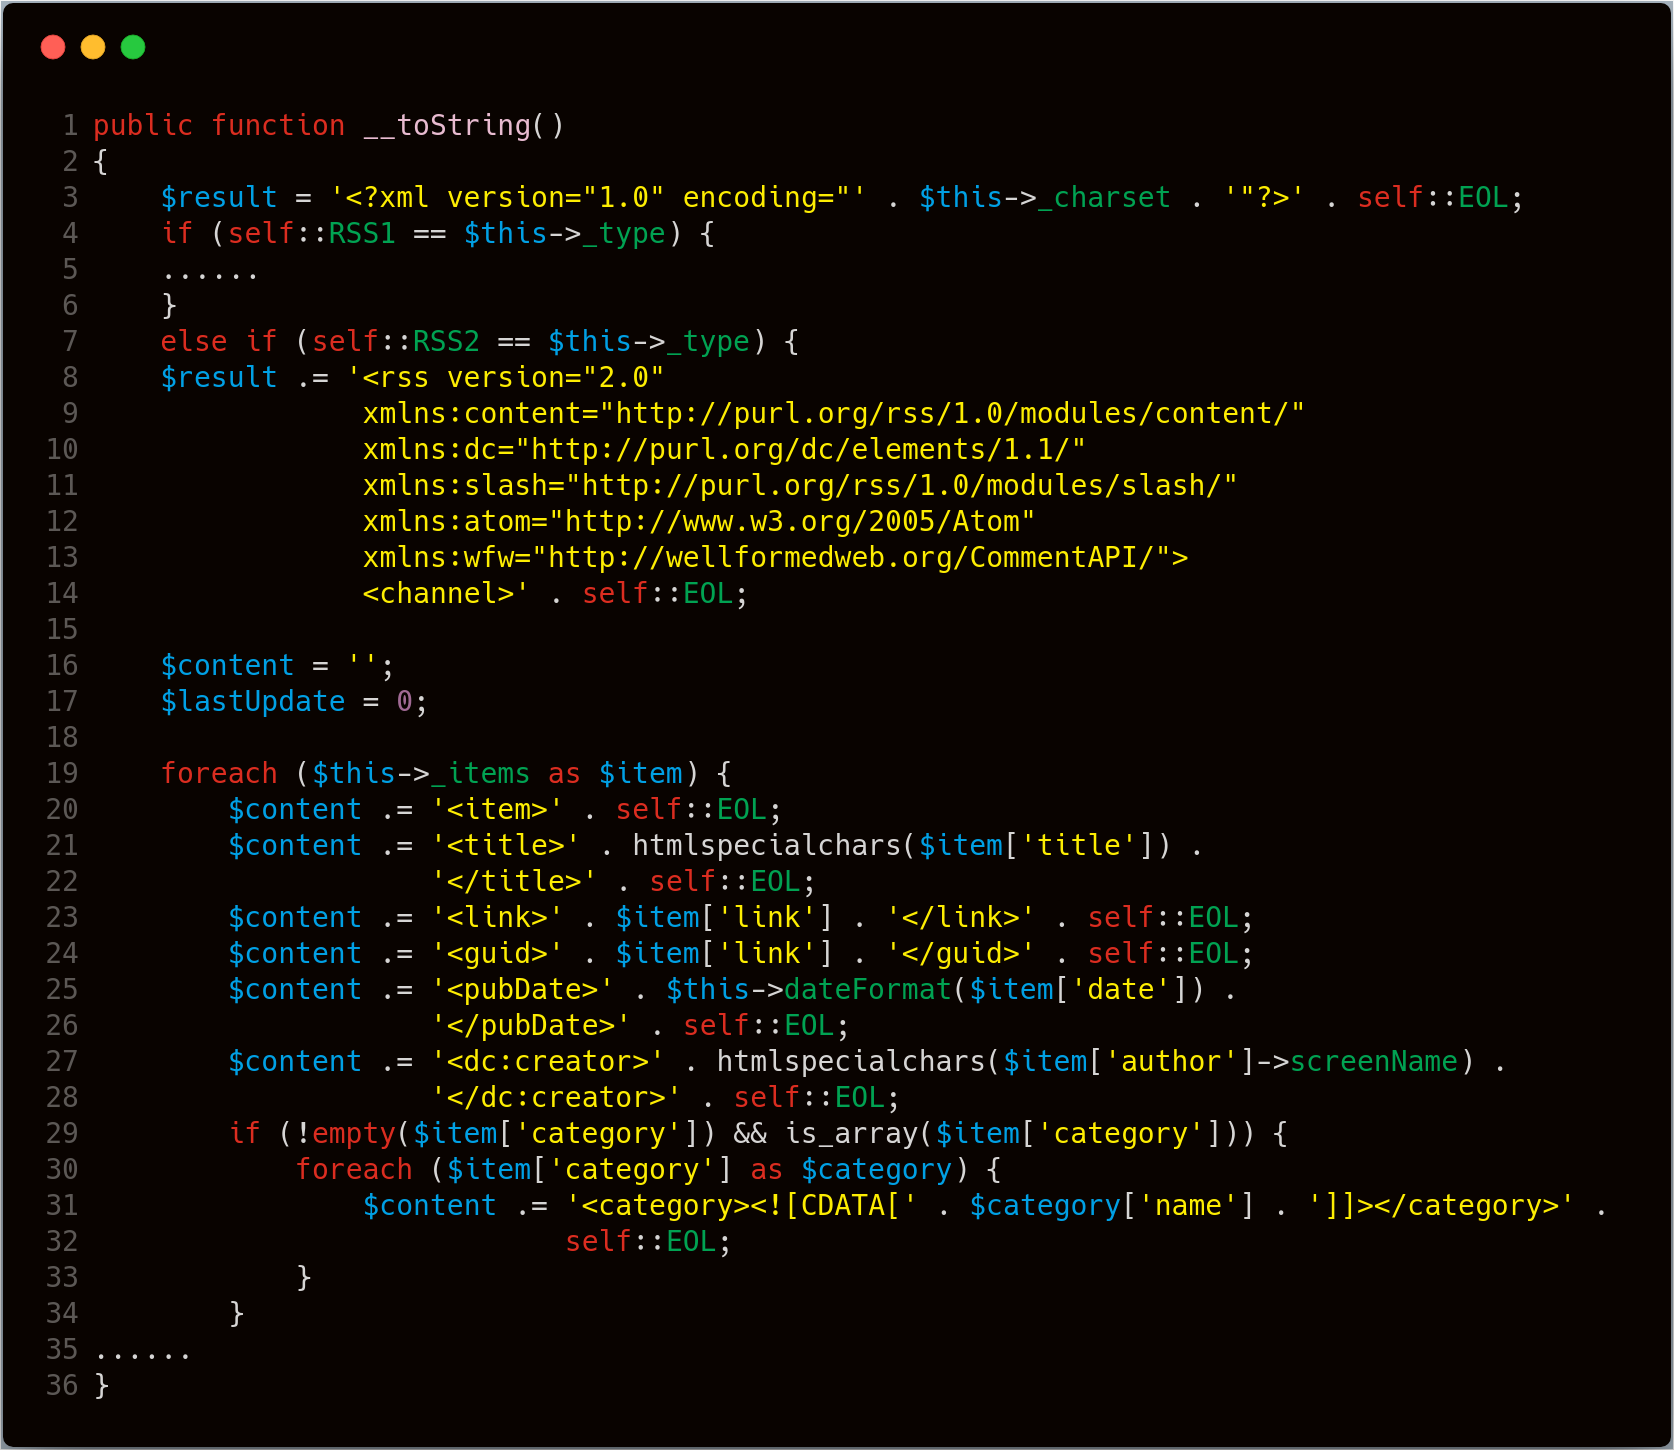 1 public function __toString()
2 {
3     $result = '<?xml version="1.0" encoding="' . $this->_charset . '"?>' . self::EOL;
4     if (self::RSS1 == $this->_type) {
5     ......
6     }
7     else if (self::RSS2 == $this->_type) {
8     $result .= '<rss version="2.0"
9                 xmlns:content="http://purl.org/rss/1.0/modules/content/"
10                 xmlns:dc="http://purl.org/dc/elements/1.1/"
11                 xmlns:slash="http://purl.org/rss/1.0/modules/slash/"
12                 xmlns:atom="http://www.w3.org/2005/Atom"
13                 xmlns:wfw="http://wellformedweb.org/CommentAPI/">
14                 <channel>' . self::EOL;
15
16     $content = '';
17     $lastUpdate = 0;
18
19     foreach ($this->_items as $item) {
20         $content .= '<item>' . self::EOL;
21         $content .= '<title>' . htmlspecialchars($item['title']) .
22                     '</title>' . self::EOL;
23         $content .= '<link>' . $item['link'] . '</link>' . self::EOL;
24         $content .= '<guid>' . $item['link'] . '</guid>' . self::EOL;
25         $content .= '<pubDate>' . $this->dateFormat($item['date']) .
26                     '</pubDate>' . self::EOL;
27         $content .= '<dc:creator>' . htmlspecialchars($item['author']->screenName) .
28                     '</dc:creator>' . self::EOL;
29         if (!empty($item['category']) && is_array($item['category'])) {
30             foreach ($item['category'] as $category) {
31                 $content .= '<category><![CDATA[' . $category['name'] . ']]></category>' .
32                             self::EOL;
33             }
34         }
35 ......
36 }